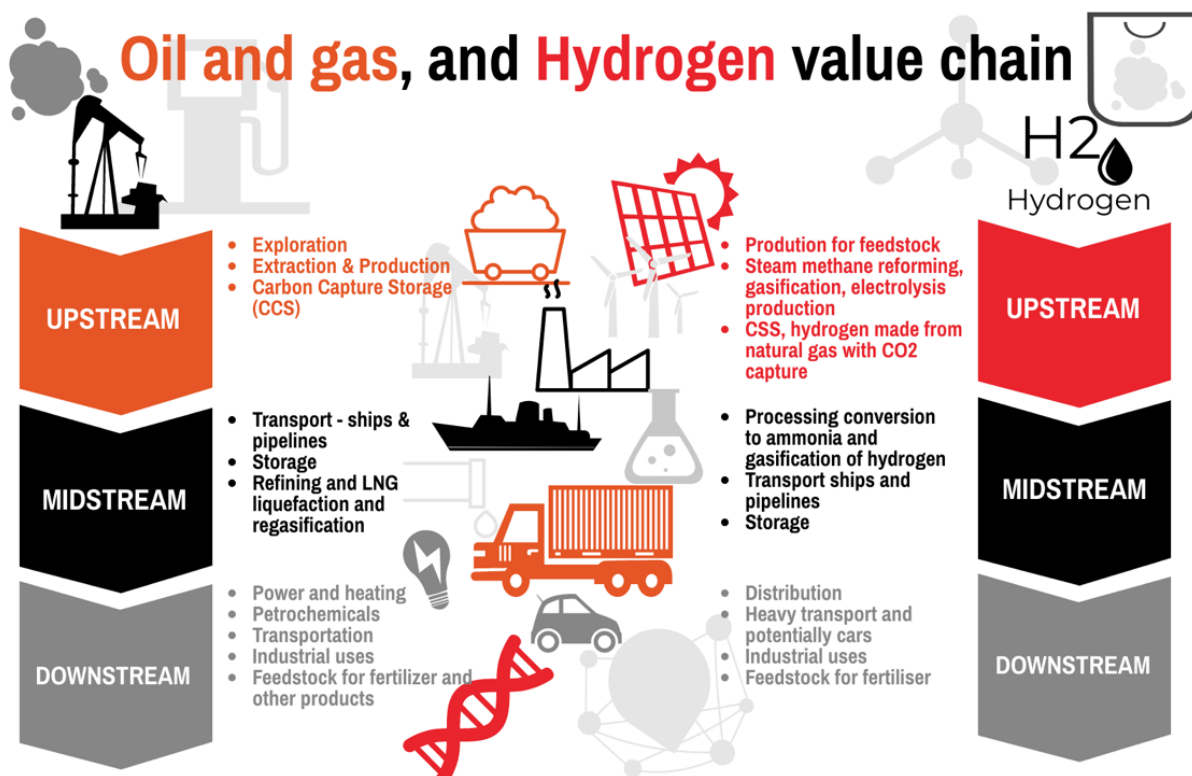 Oil and gas, and Hydrogen value chain
H2
Hydrogen
UPSTREAM
• Exploration
• Extraction & Production
• Carbon Capture Storage
(CCS)
• Prodution for feedstock
• Steam methane reforming,
gasification, electrolysis
production
• CSS, hydrogen made from
natural gas with CO2
capture
UPSTREAM
MIDSTREAM
• Transport - ships &
pipelines
• Storage
• Refining and LNG
liquefaction and
regasification
• Processing conversion
to ammonia and
gasification of hydrogen
• Transport ships and
pipelines
• Storage
MIDSTREAM
DOWNSTREAM
• Power and heating
• Petrochemicals
• Transportation
• Industrial uses
• Feedstock for fertilizer and
other products
• Distribution
• Heavy transport and
potentially cars
• Industrial uses
• Feedstock for fertiliser
DOWNSTREAM